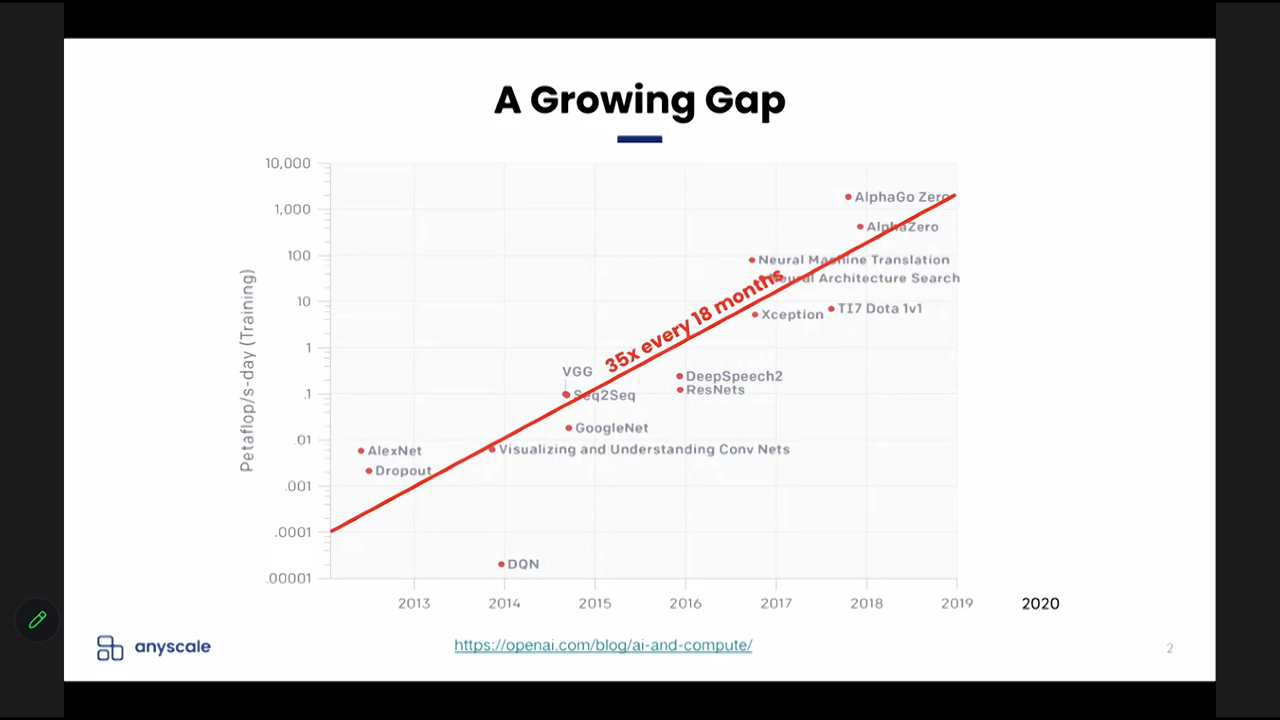 A Growing Gap
10,000
1,000
100
10
1
.1
.01
.001
.0001
.00001
Petaflop/s-day (Training)
AlphaGo Zero
AlphaZero
Neural Machine Translation
Neural Architecture Search
TI7 Dota 1v1
Xception
35x every 18 months
VGG
Seq2Seq
DeepSpeech2
ResNets
GoogleNet
Visualizing and Understanding Conv Nets
AlexNet
Dropout
DQN
2013 2014 2015 2016 2017 2018 2019 2020
anyscale
https://openai.com/blog/ai-and-compute/
2